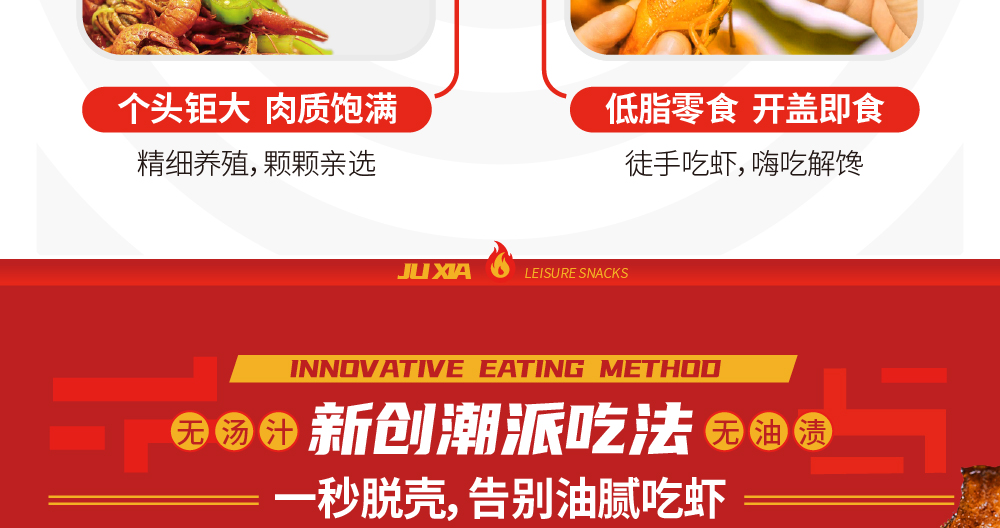 个头钜大 肉质饱满
精细养殖,颗颗亲选
低脂零食 开盖即食
徒手吃虾,嗨吃解馋
JU XIA LEISURE SNACKS
INNOVATIVE EATING METHOD
无汤汁 新创潮派吃法 无油渍
一秒脱壳,告别油腻吃虾